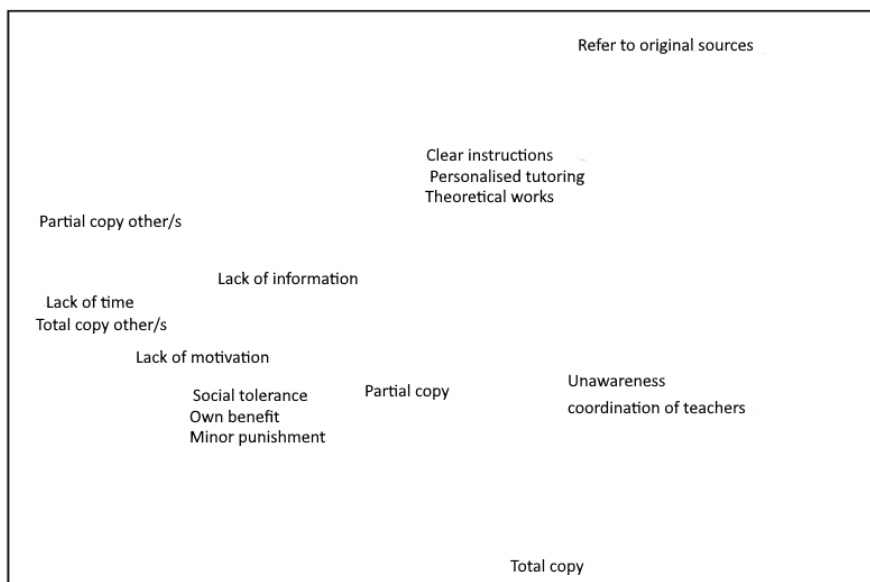 Refer to original sources
Clear instructions
Personalised tutoring
Theoretical works
Partial copy other/s
Lack of information
Lack of time
Total copy other/s
Lack of motivation
Social tolerance
Own benefit
Minor punishment
Partial copy
Unawareness
coordination of teachers
Total copy